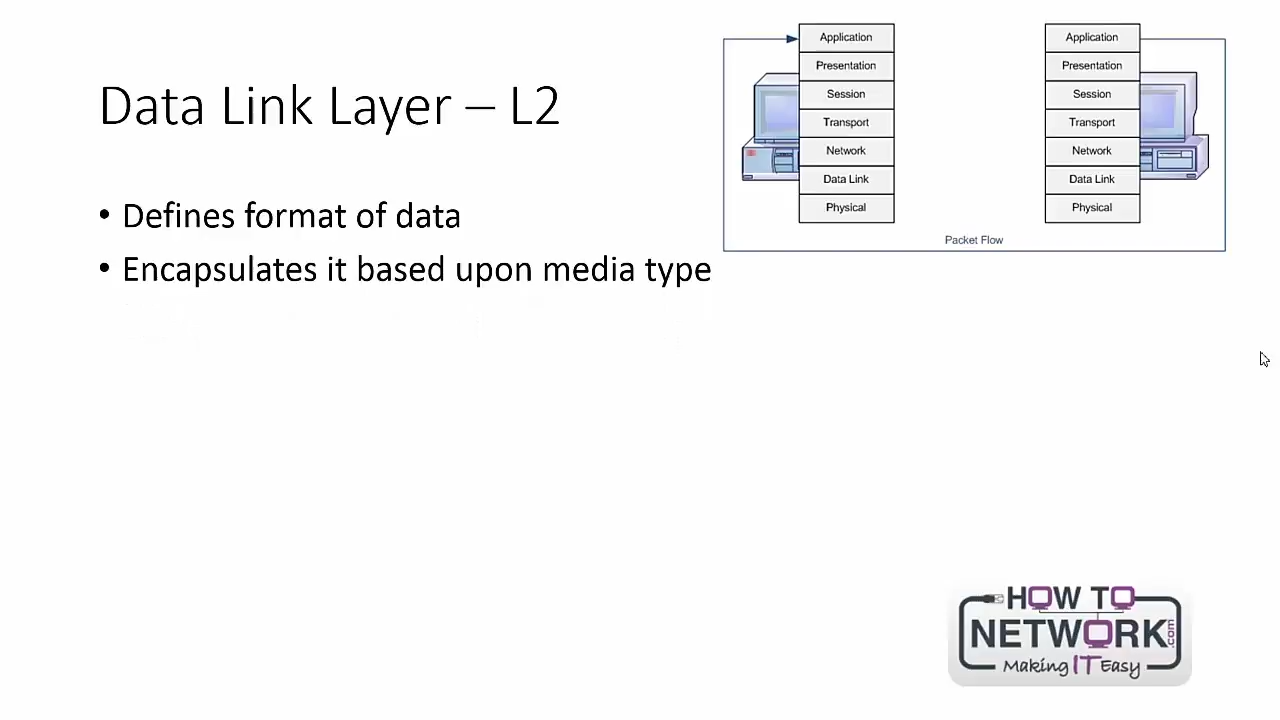 Data Link Layer – L2
• Defines format of data
• Encapsulates it based upon media type
Application
Presentation
Session
Transport
Network
Data Link
Physical
Application
Presentation
Session
Transport
Network
Data Link
Physical
Packet Flow
HOW TO
NETWORK.com
Making IT Easy